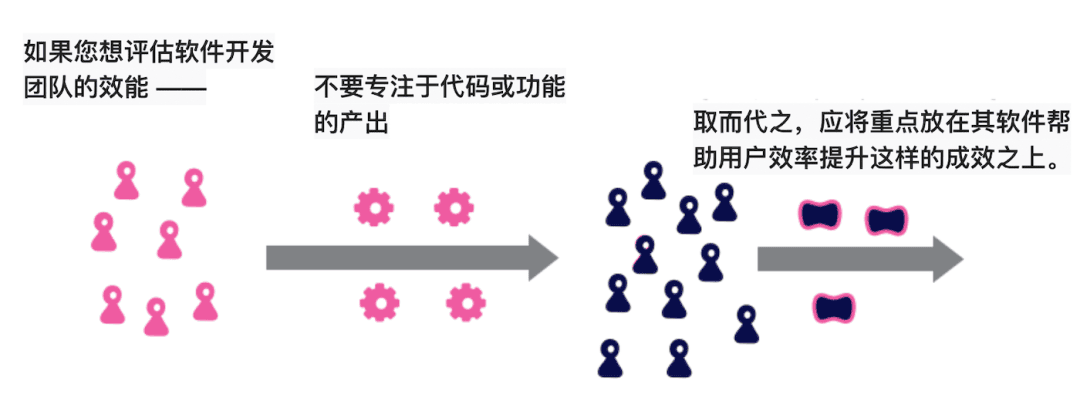 如果您想评估软件开发
团队的效能 ——
不要专注于代码或功能
的产出
取而代之，应将重点放在其软件帮
助用户效率提升这样的成效之上。